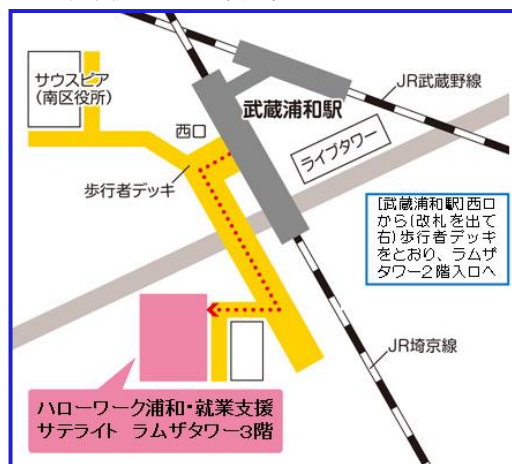 サウスピア
(南区役所)
JR武蔵野線
武蔵浦和駅
西口
ライブタワー
歩行者デッキ
[武蔵浦和駅]西口
から(改札を出て
右)歩行者デッキ
をとおり、ラムザ
タワー2階入口へ
JR埼京線
ハローワーク浦和・就業支援
サテライト ラムザタワー3階